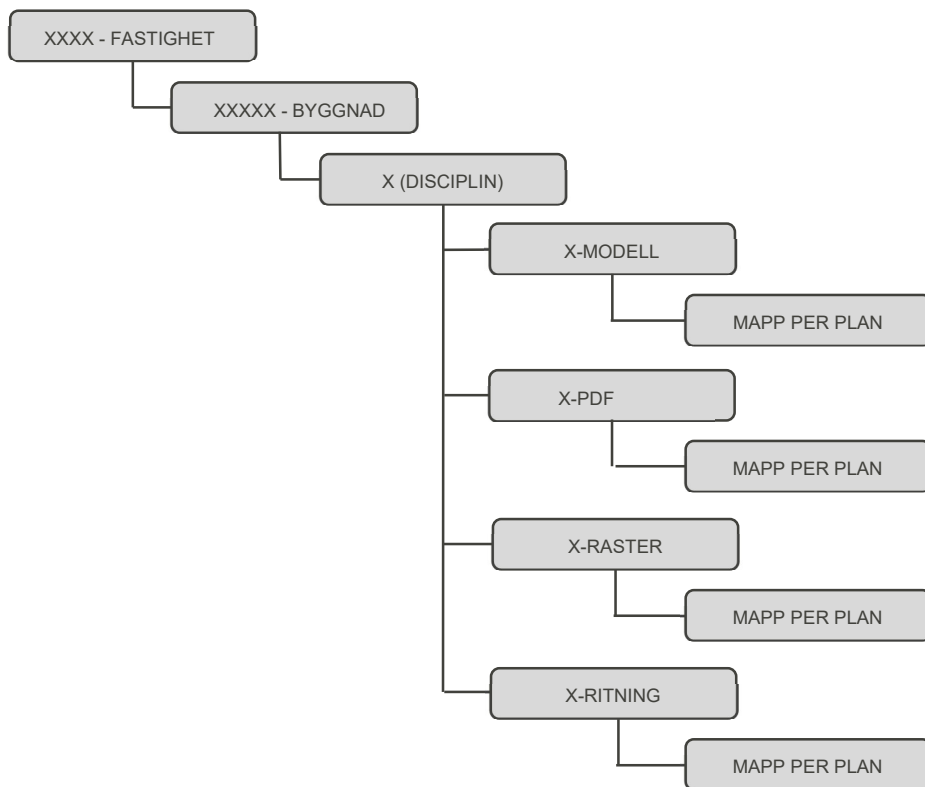 XXXX - FASTIGHET
XXXXX - BYGGNAD
X (DISCIPLIN)
X-MODELL
MAPP PER PLAN
X-PDF
MAPP PER PLAN
X-RASTER
MAPP PER PLAN
X-RITNING
MAPP PER PLAN